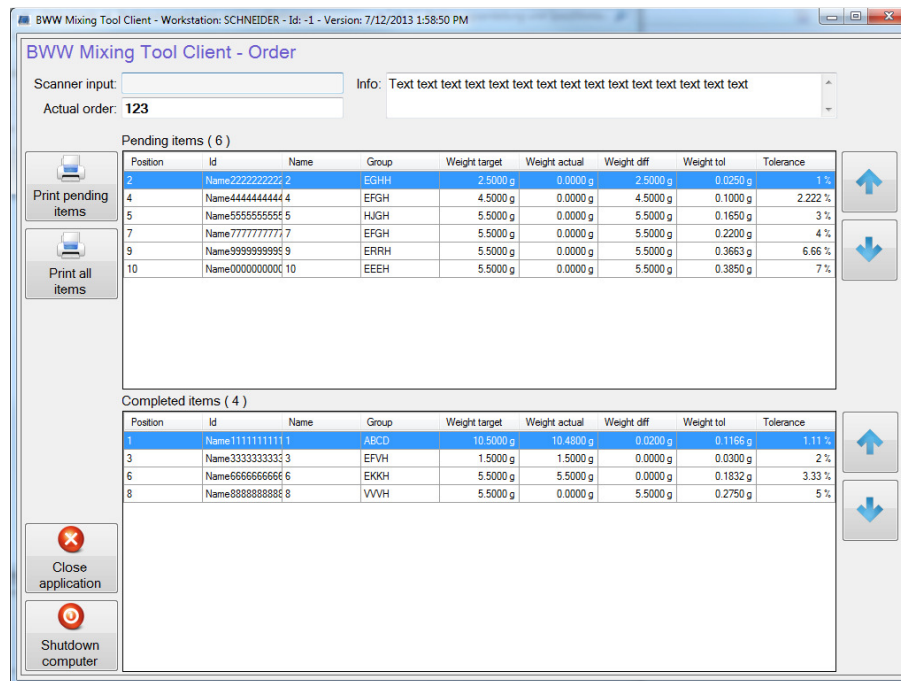 BWW Mixing Tool Client - Workstation: SCHNEIDER - Id: -1 - Version: 7/12/2013 1:58:50 PM
BWW Mixing Tool Client - Order
Scanner input:
Info: Text text text text text text text text text text text text text text text
Actual order: 123
Pending items ( 6 )
Position Id Name Group Weight target Weight actual Weight diff Weight tol Tolerance
2 Name2222222222 2 EGHH 2.5000 g 0.0000 g 2.5000 g 0.0250 g 1 %
4 Name4444444444 4 EFGH 4.5000 g 0.0000 g 4.5000 g 0.1000 g 2.222 %
5 Name5555555555 5 HJGH 5.5000 g 0.0000 g 5.5000 g 0.1650 g 3 %
7 Name7777777777 7 EFGH 5.5000 g 0.0000 g 5.5000 g 0.2200 g 4 %
9 Name9999999999 9 ERRH 5.5000 g 0.0000 g 5.5000 g 0.3663 g 6.66 %
10 Name0000000000 10 EEEH 5.5000 g 0.0000 g 5.5000 g 0.3850 g 7 %
Print pending
items
Print all
items
Completed items ( 4 )
Position Id Name Group Weight target Weight actual Weight diff Weight tol Tolerance
1 Name1111111111 1 ABCD 10.5000 g 10.4800 g 0.0200 g 0.1166 g 1.11 %
3 Name3333333333 3 EFVH 1.5000 g 1.5000 g 0.0000 g 0.0300 g 2 %
6 Name6666666666 6 EKKH 5.5000 g 5.5000 g 0.0000 g 0.1832 g 3.33 %
8 Name8888888888 8 VVVH 5.5000 g 0.0000 g 5.5000 g 0.2750 g 5 %
Close
application
Shutdown
computer